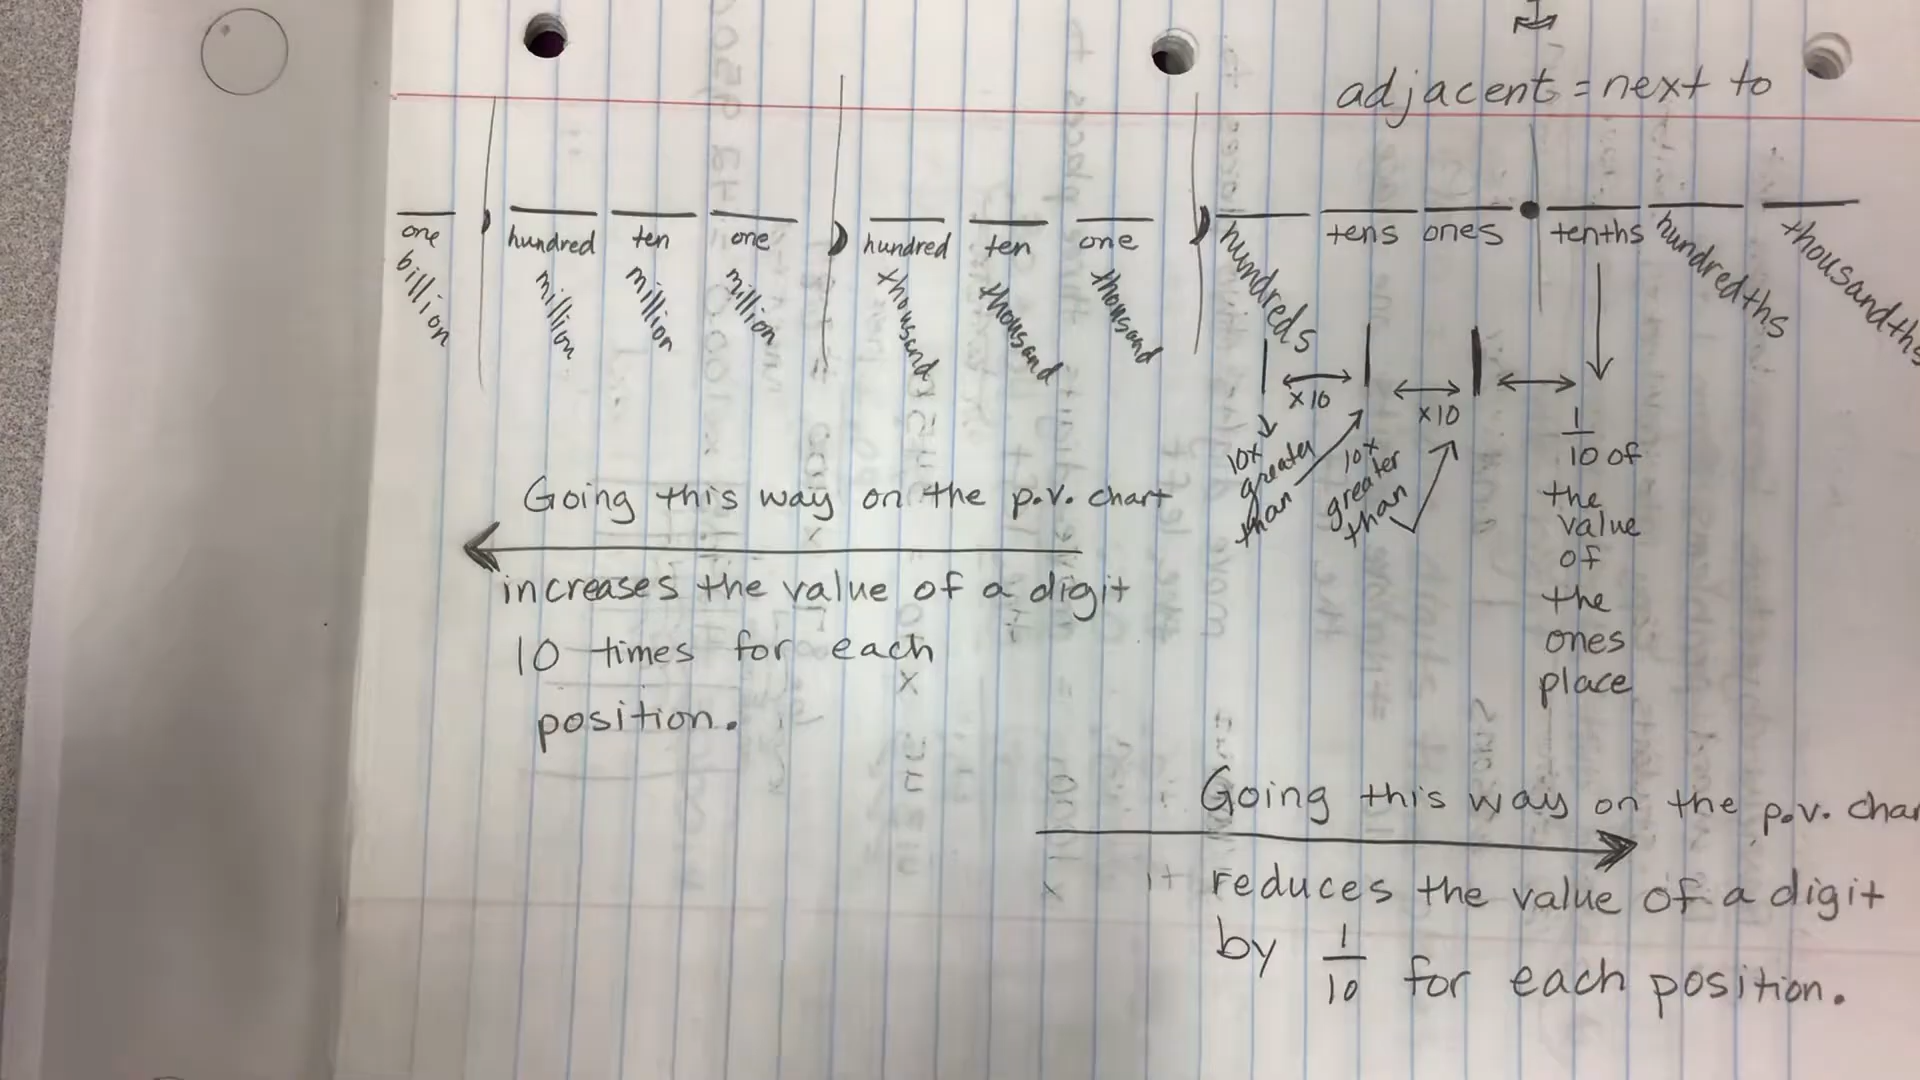 adjacent = next to
one billion , hundred million ten million one million , hundred thousand ten thousand one thousand , hundreds tens ones . tenths hundredths thousandths
x10 x10
10x greater than
10x greater than
1/10 of
the
value
of
the
ones
place
Going this way on the p.v. chart
increases the value of a digit
10 times for each
position.
Going this way on the p.v. char
it reduces the value of a digit
by 1/10 for each position.